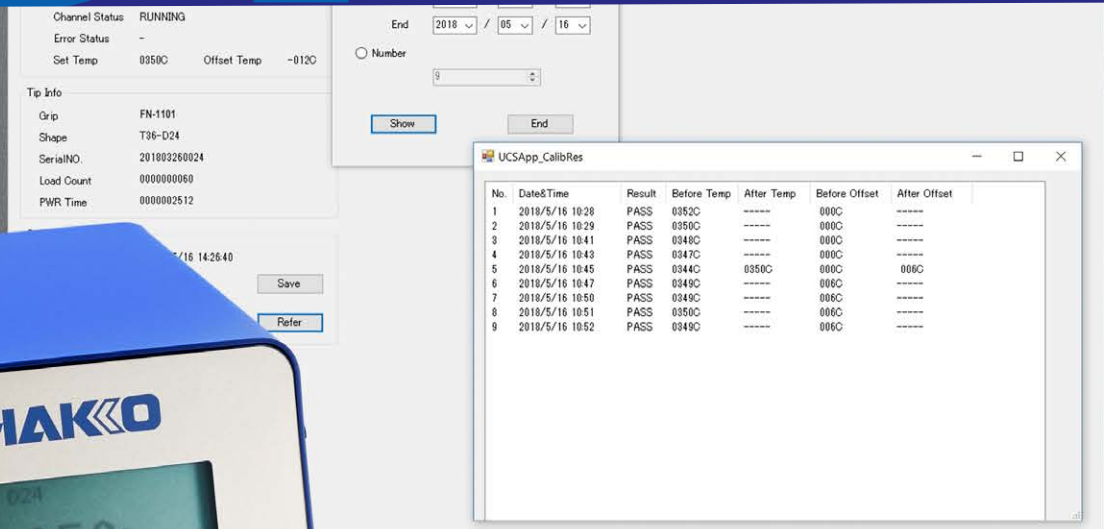 Channel Status RUNNING
Error Status -
Set Temp 0350C Offset Temp -012C
Tip Info
Grip FN-1101
Shape T36-D24
SerialNO. 201803260024
Load Count 0000000060
PWR Time 0000002512
/16 14:26:40
Save
Refer
End 2018 / 05 / 16
Number
9
Show End
UCSApp_CalibRes
No. Date&Time Result Before Temp After Temp Before Offset After Offset
1 2018/5/16 10:28 PASS 0352C ----- 000C -----
2 2018/5/16 10:29 PASS 0350C ----- 000C -----
3 2018/5/16 10:41 PASS 0348C ----- 000C -----
4 2018/5/16 10:43 PASS 0347C ----- 000C -----
5 2018/5/16 10:45 PASS 0344C 0350C 000C 006C
6 2018/5/16 10:47 PASS 0349C ----- 006C -----
7 2018/5/16 10:50 PASS 0349C ----- 006C -----
8 2018/5/16 10:51 PASS 0350C ----- 006C -----
9 2018/5/16 10:52 PASS 0349C ----- 006C -----
HAKKO
D24